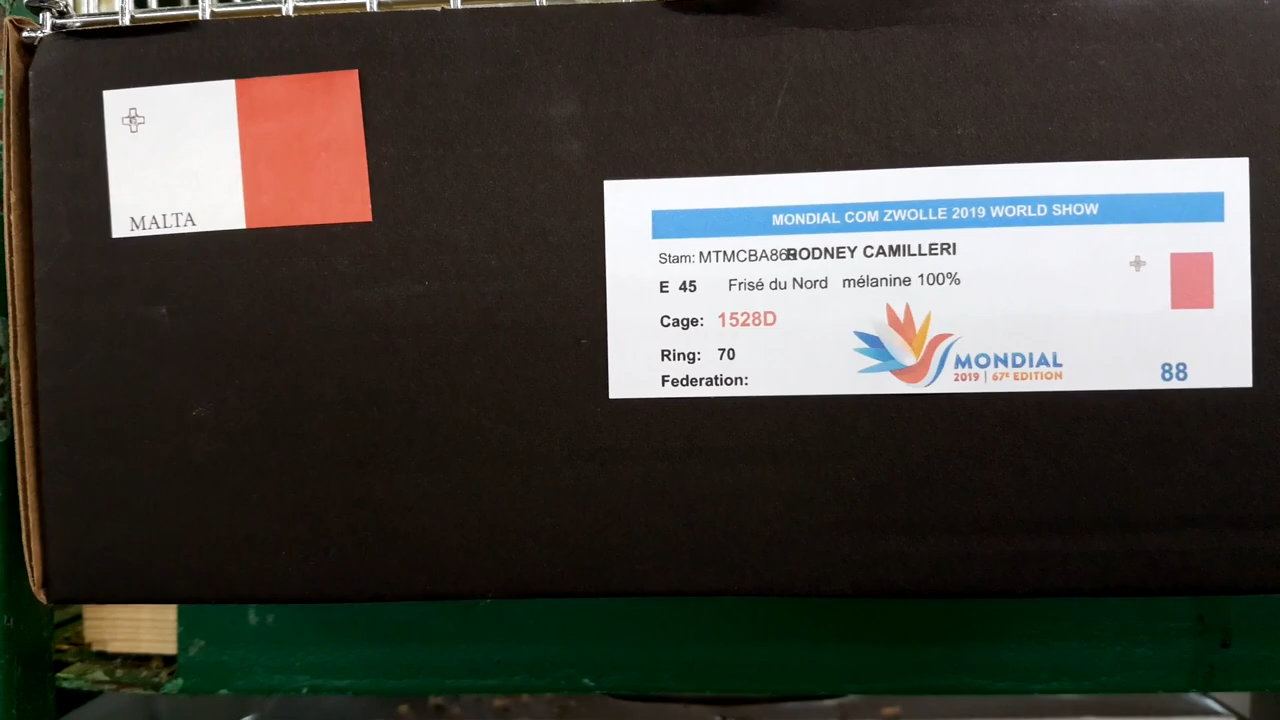 MALTA
MONDIAL COM ZWOLLE 2019 WORLD SHOW
Stam: RODNEY CAMILLERI
E 45 Frisé du Nord mélanine 100%
Cage: 1528D
Ring: 70
Federation:
MONDIAL
2019 | 67E EDITION
88